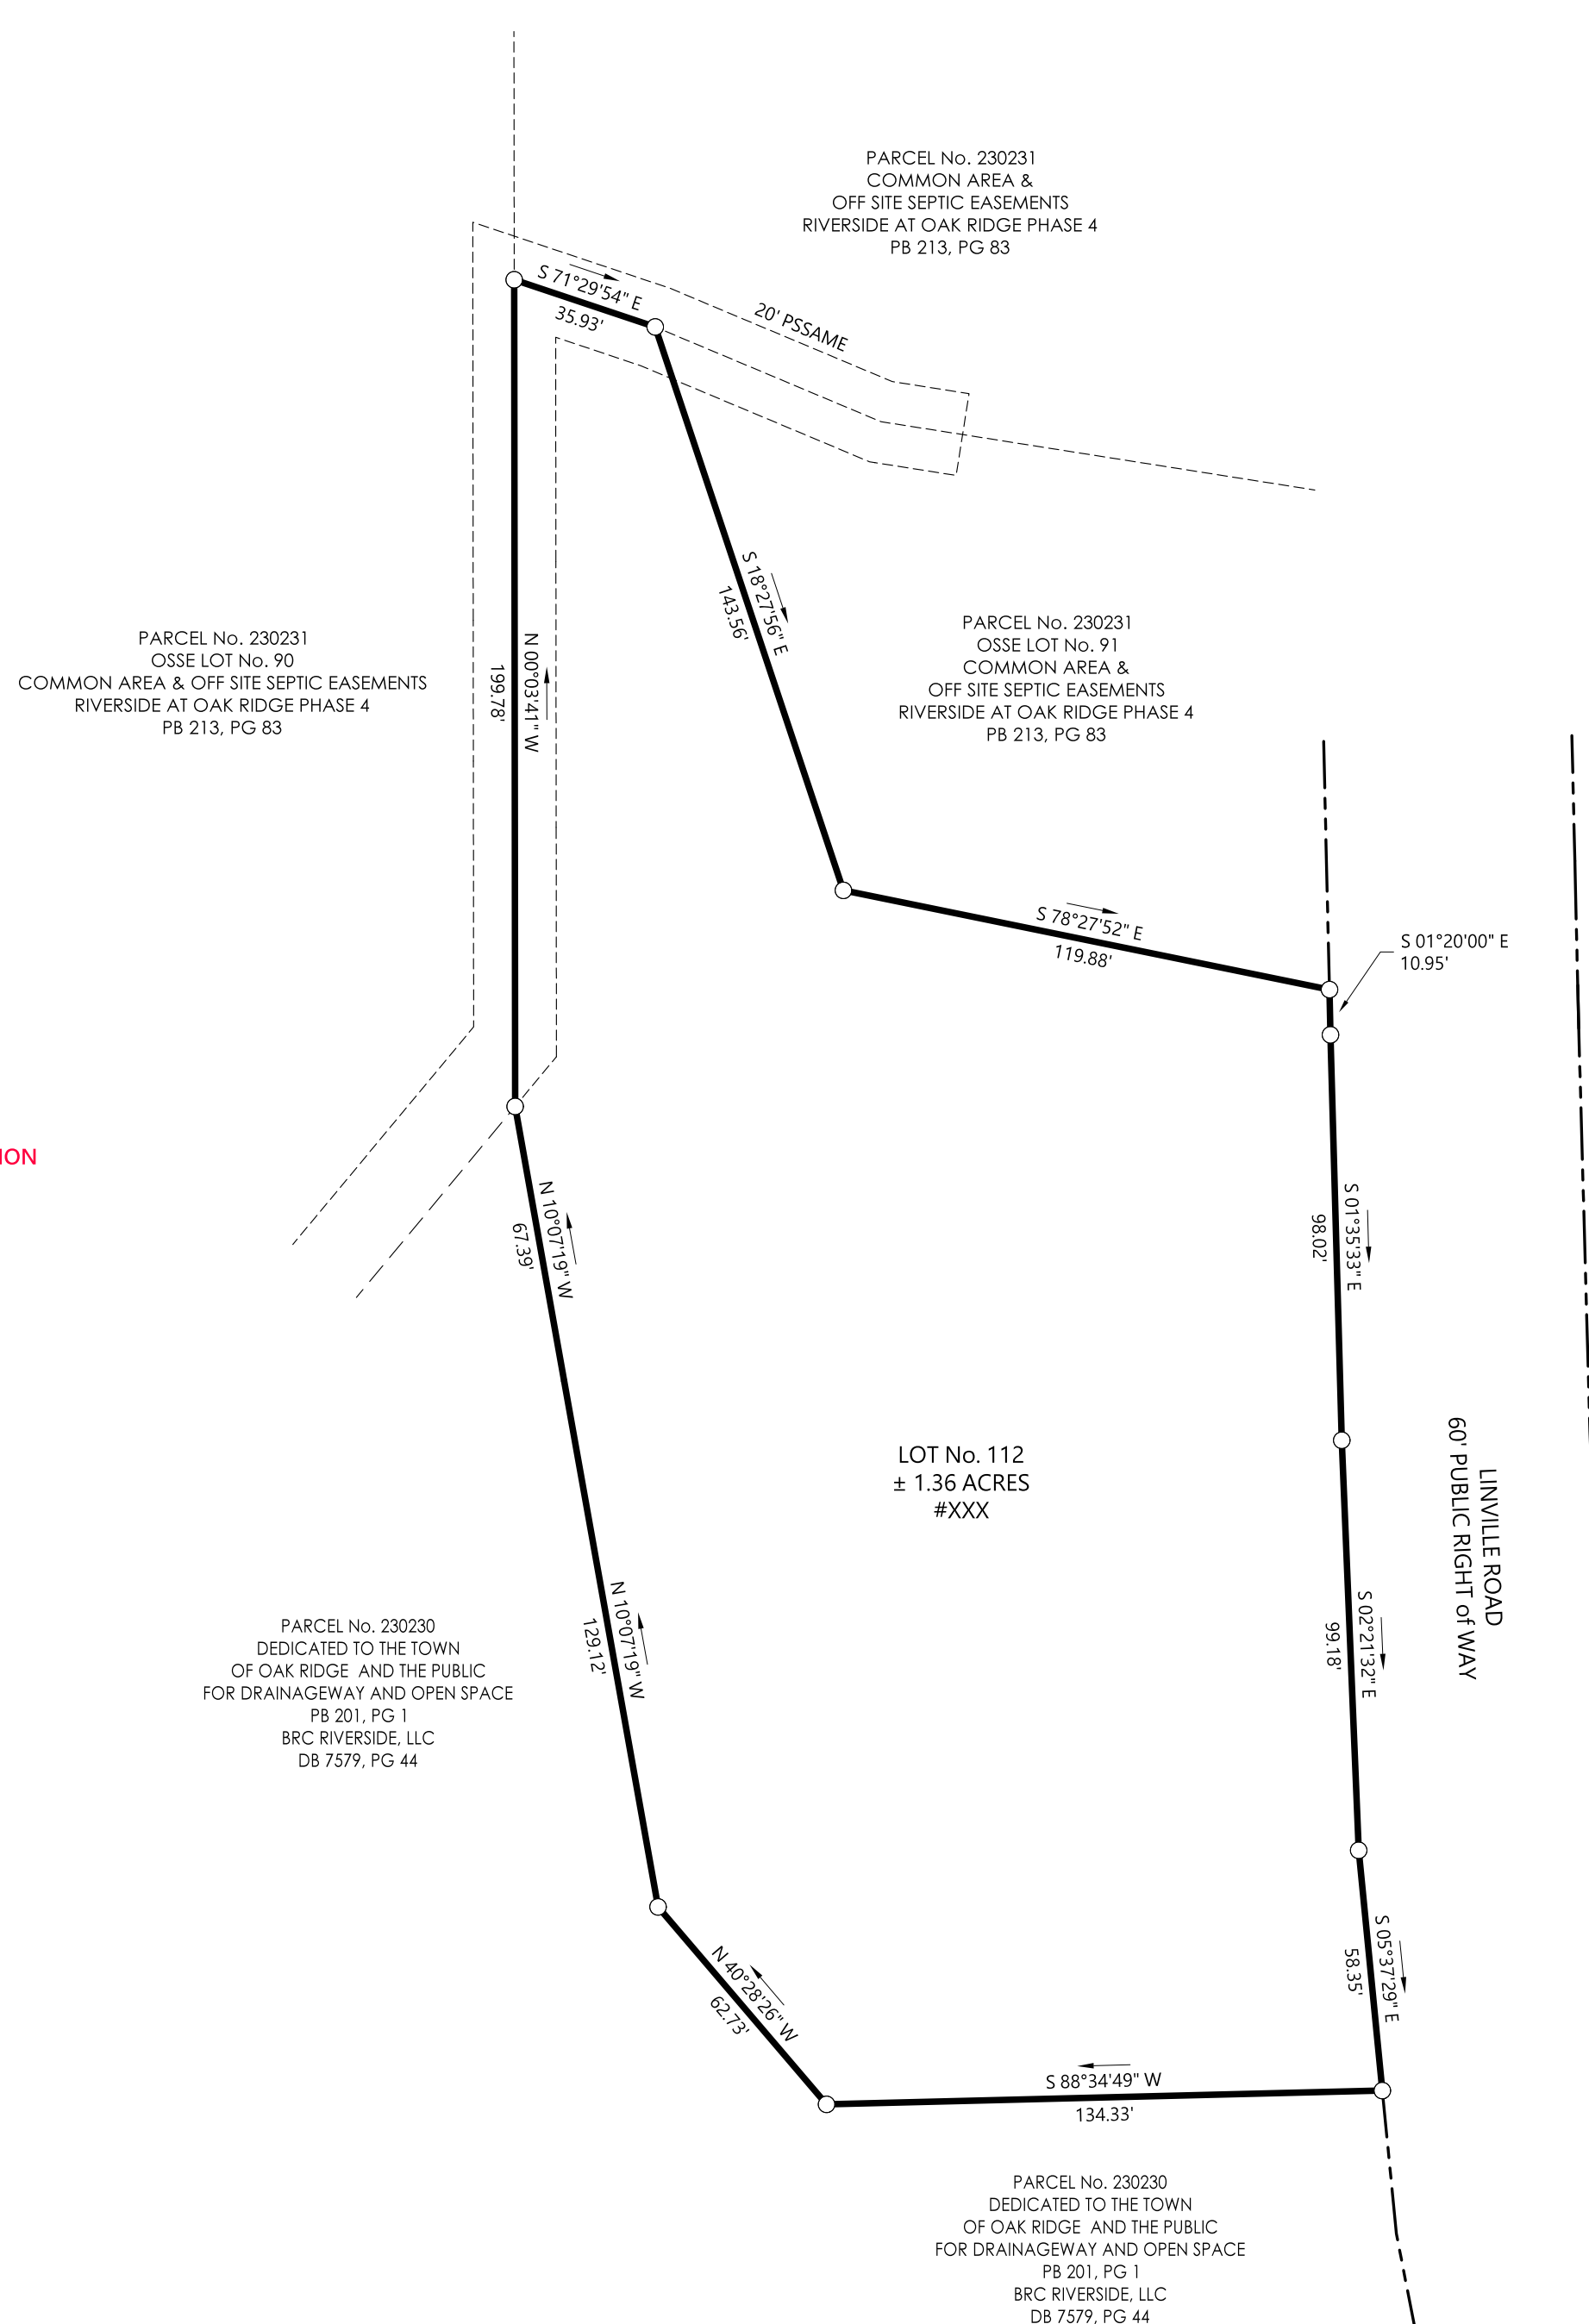 PARCEL No. 230231
COMMON AREA &
OFF SITE SEPTIC EASEMENTS
RIVERSIDE AT OAK RIDGE PHASE 4
PB 213, PG 83
S 71°29'54" E
35.93'
20' PSSAME
S 18°27'56" E
143.56'
PARCEL No. 230231
OSSE LOT No. 90
COMMON AREA & OFF SITE SEPTIC EASEMENTS
RIVERSIDE AT OAK RIDGE PHASE 4
PB 213, PG 83
N 00°03'41" W
199.78'
PARCEL No. 230231
OSSE LOT No. 91
COMMON AREA &
OFF SITE SEPTIC EASEMENTS
RIVERSIDE AT OAK RIDGE PHASE 4
PB 213, PG 83
S 78°27'52" E
119.88'
S 01°20'00" E
10.95'
N 10°07'19" W
67.39'
S 01°35'33" E
98.02'
LOT No. 112
± 1.36 ACRES
#XXX
LINVILLE ROAD
60' PUBLIC RIGHT of WAY
N 10°07'19" W
129.12'
S 02°21'32" E
99.18'
PARCEL No. 230230
DEDICATED TO THE TOWN
OF OAK RIDGE AND THE PUBLIC
FOR DRAINAGEWAY AND OPEN SPACE
PB 201, PG 1
BRC RIVERSIDE, LLC
DB 7579, PG 44
S 05°37'29" E
58.35'
N 40°28'26" W
62.73'
S 88°34'49" W
134.33'
PARCEL No. 230230
DEDICATED TO THE TOWN
OF OAK RIDGE AND THE PUBLIC
FOR DRAINAGEWAY AND OPEN SPACE
PB 201, PG 1
BRC RIVERSIDE, LLC
DB 7579, PG 44